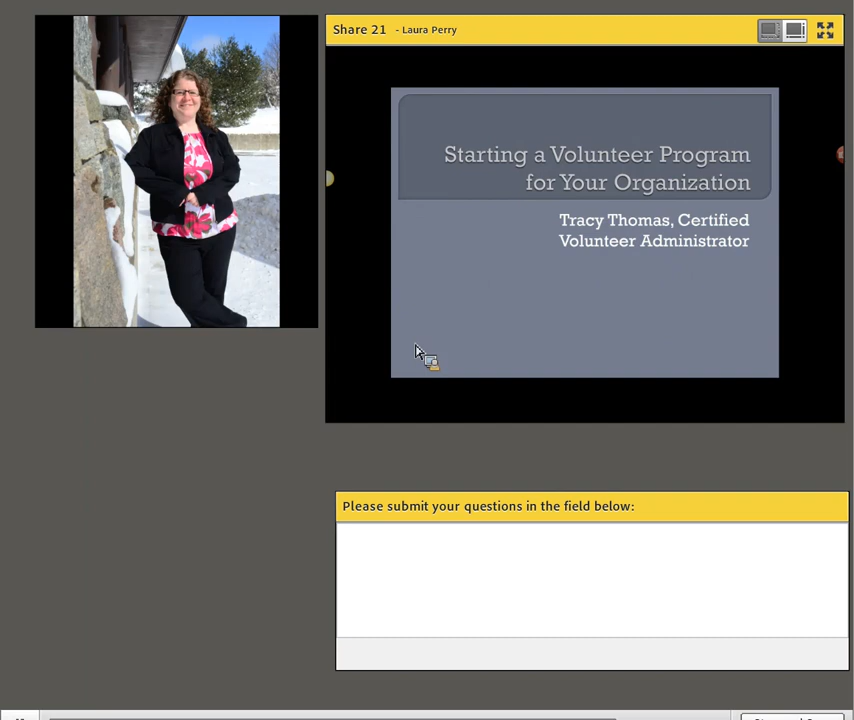 Share 21 - Laura Perry
Starting a Volunteer Program
for Your Organization
Tracy Thomas, Certified
Volunteer Administrator
Please submit your questions in the field below: